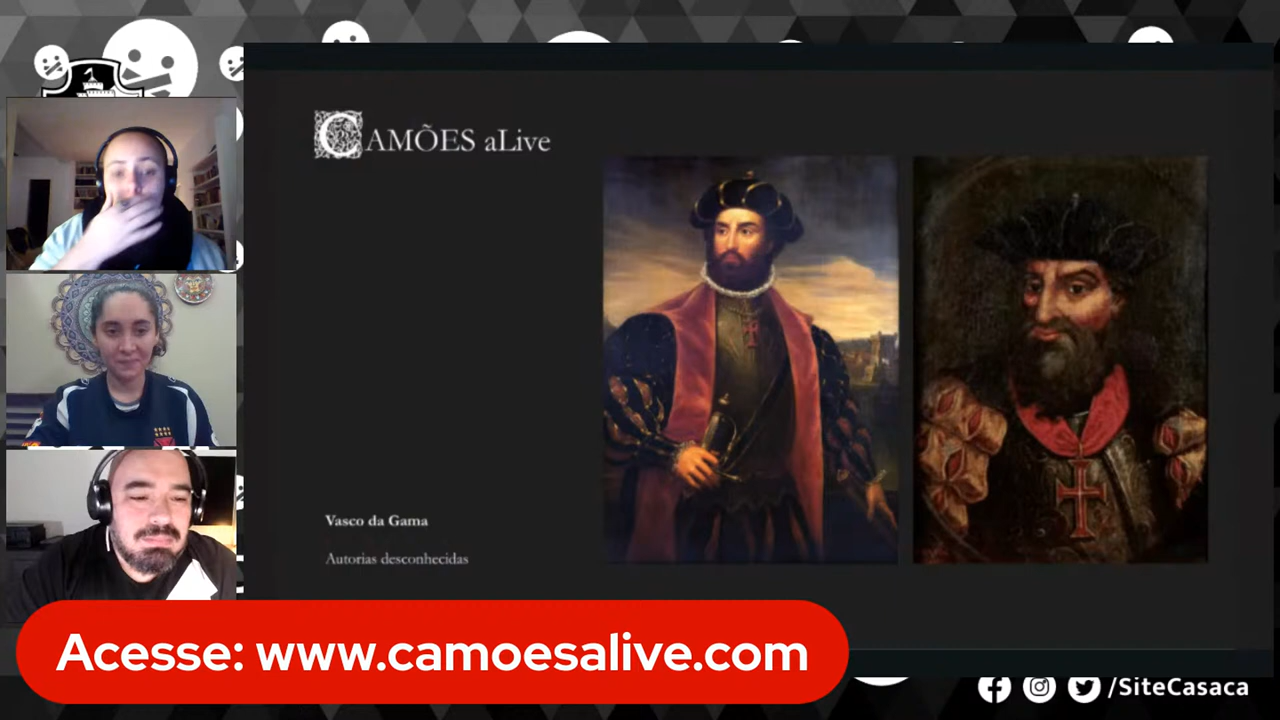 CAMÕES aLive
Vasco da Gama
Autorias desconhecidas
Acesse: www.camoesalive.com
/SiteCasaca